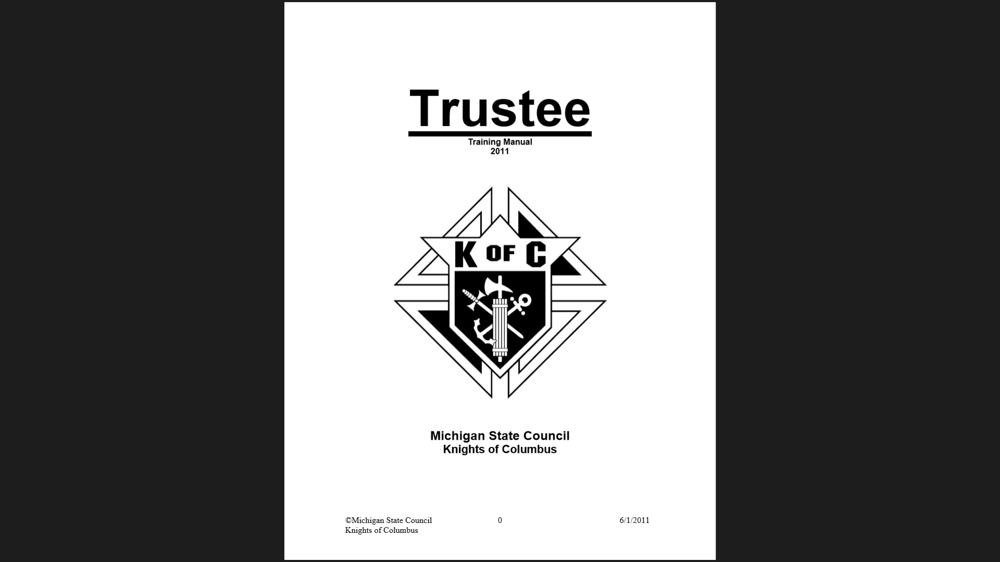 Trustee
Training Manual
2011
K OF C
Michigan State Council
Knights of Columbus
©Michigan State Council 0 6/1/2011
Knights of Columbus